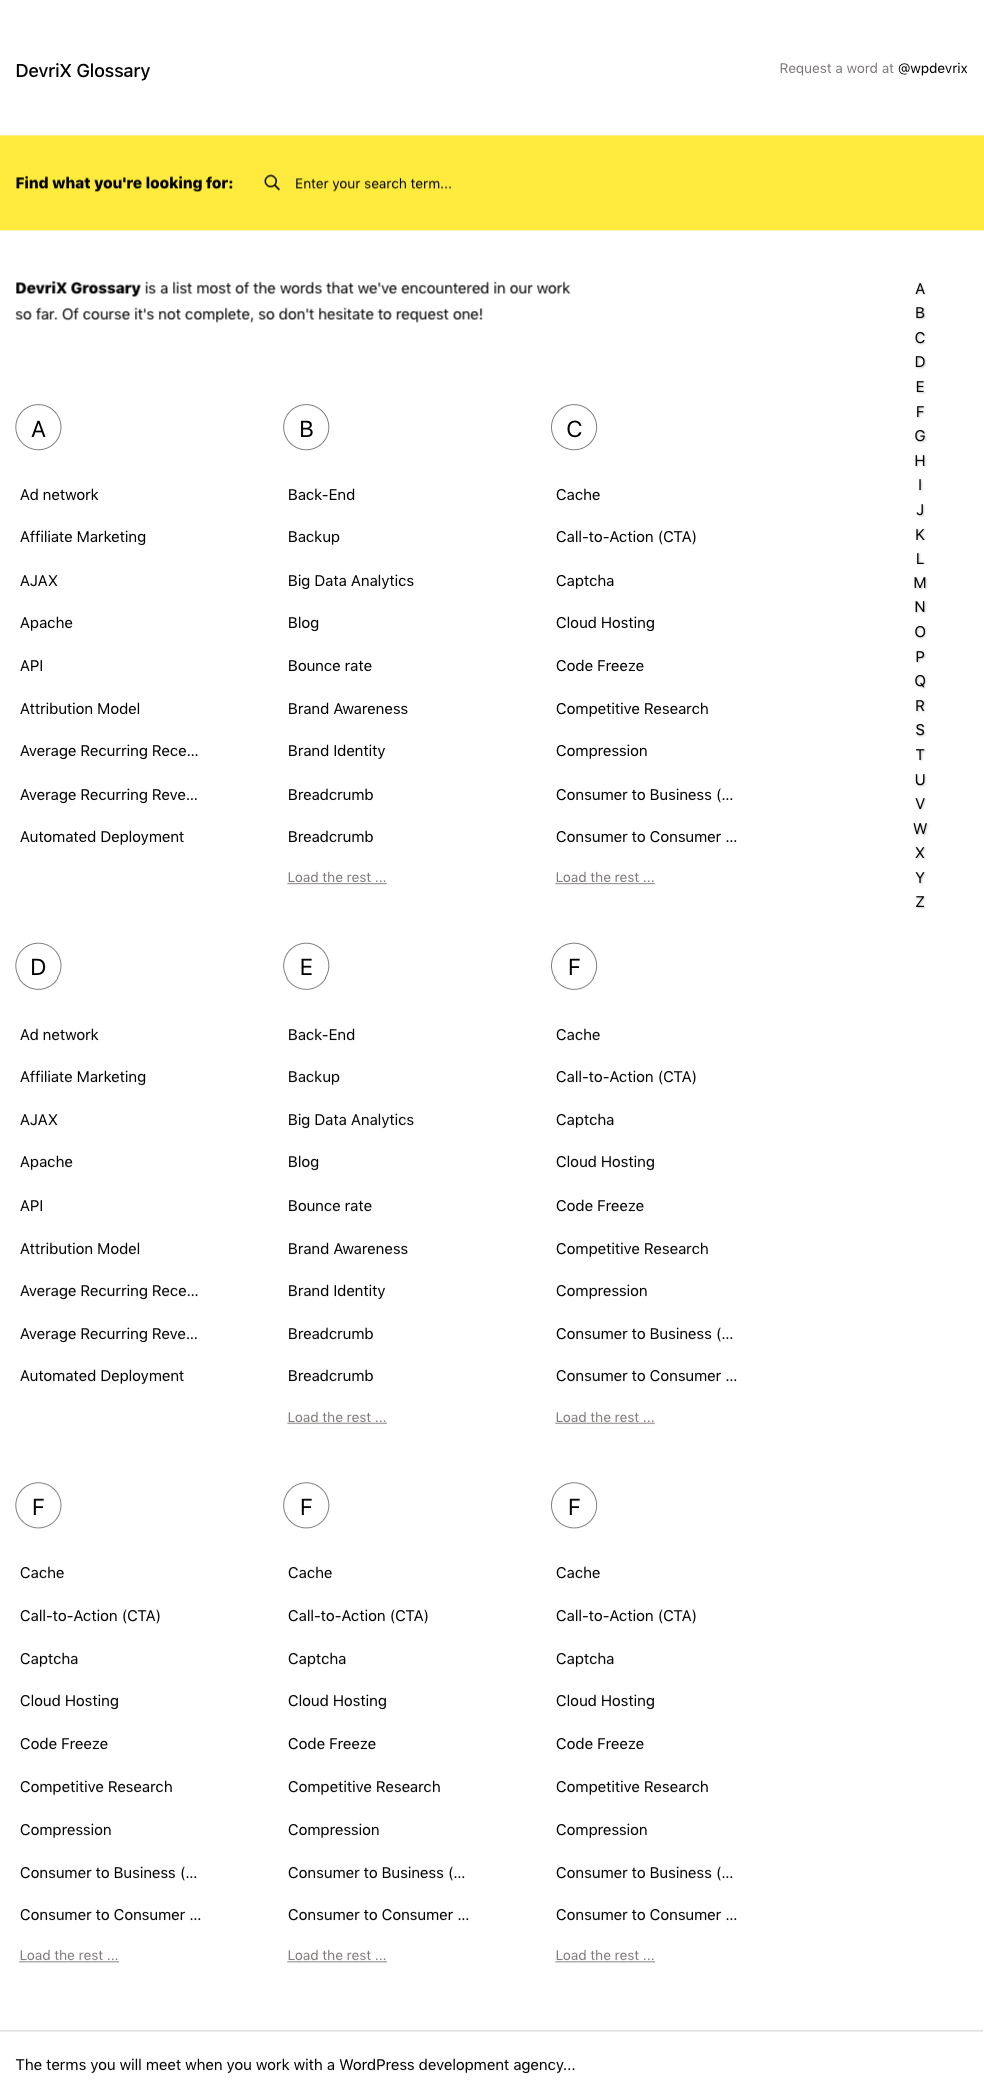 DevriX Glossary
Request a word at @wpdevrix
Find what you're looking for:
Enter your search term...
DevriX Grossary is a list most of the words that we've encountered in our work
so far. Of course it's not complete, so don't hesitate to request one!
A
B
C
D
E
F
G
H
I
J
K
L
M
N
O
P
Q
R
S
T
U
V
W
X
Y
Z
A
Ad network
Affiliate Marketing
AJAX
Apache
API
Attribution Model
Average Recurring Rece...
Average Recurring Reve...
Automated Deployment
B
Back-End
Backup
Big Data Analytics
Blog
Bounce rate
Brand Awareness
Brand Identity
Breadcrumb
Breadcrumb
Load the rest ...
C
Cache
Call-to-Action (CTA)
Captcha
Cloud Hosting
Code Freeze
Competitive Research
Compression
Consumer to Business (...
Consumer to Consumer ...
Load the rest ...
D
Ad network
Affiliate Marketing
AJAX
Apache
API
Attribution Model
Average Recurring Rece...
Average Recurring Reve...
Automated Deployment
E
Back-End
Backup
Big Data Analytics
Blog
Bounce rate
Brand Awareness
Brand Identity
Breadcrumb
Breadcrumb
Load the rest ...
F
Cache
Call-to-Action (CTA)
Captcha
Cloud Hosting
Code Freeze
Competitive Research
Compression
Consumer to Business (...
Consumer to Consumer ...
Load the rest ...
F
Cache
Call-to-Action (CTA)
Captcha
Cloud Hosting
Code Freeze
Competitive Research
Compression
Consumer to Business (...
Consumer to Consumer ...
Load the rest ...
F
Cache
Call-to-Action (CTA)
Captcha
Cloud Hosting
Code Freeze
Competitive Research
Compression
Consumer to Business (...
Consumer to Consumer ...
Load the rest ...
F
Cache
Call-to-Action (CTA)
Captcha
Cloud Hosting
Code Freeze
Competitive Research
Compression
Consumer to Business (...
Consumer to Consumer ...
Load the rest ...
The terms you will meet when you work with a WordPress development agency...